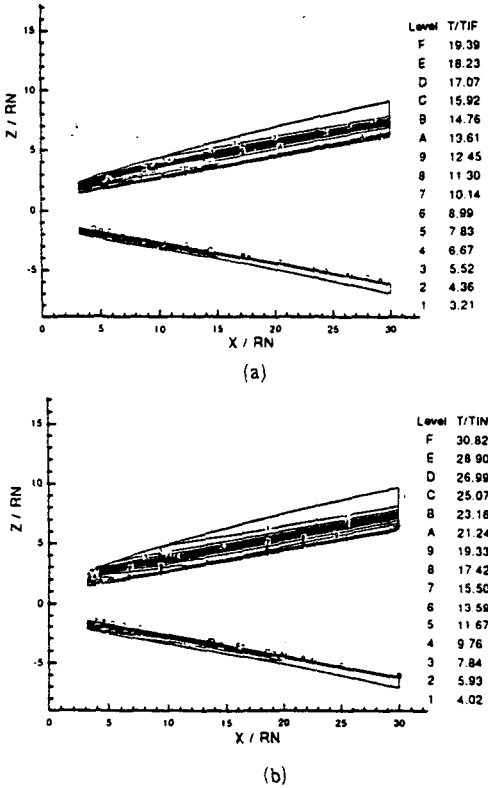 Level T/TIF
F 19.39
E 18.23
D 17.07
C 15.92
B 14.76
A 13.61
9 12.45
8 11.30
7 10.14
6 8.99
5 7.83
4 6.67
3 5.52
2 4.36
1 3.21
Z / RN
15
10
5
0
-5
0 5 10 15 20 25 30
X / RN
(a)
Level T/TIN
F 30.82
E 28.90
D 26.99
C 25.07
B 23.16
A 21.24
9 19.33
8 17.42
7 15.50
6 13.59
5 11.67
4 9.76
3 7.84
2 5.93
1 4.02
Z / RN
15
10
5
0
-5
0 5 10 15 20 25 30
X / RN
(b)